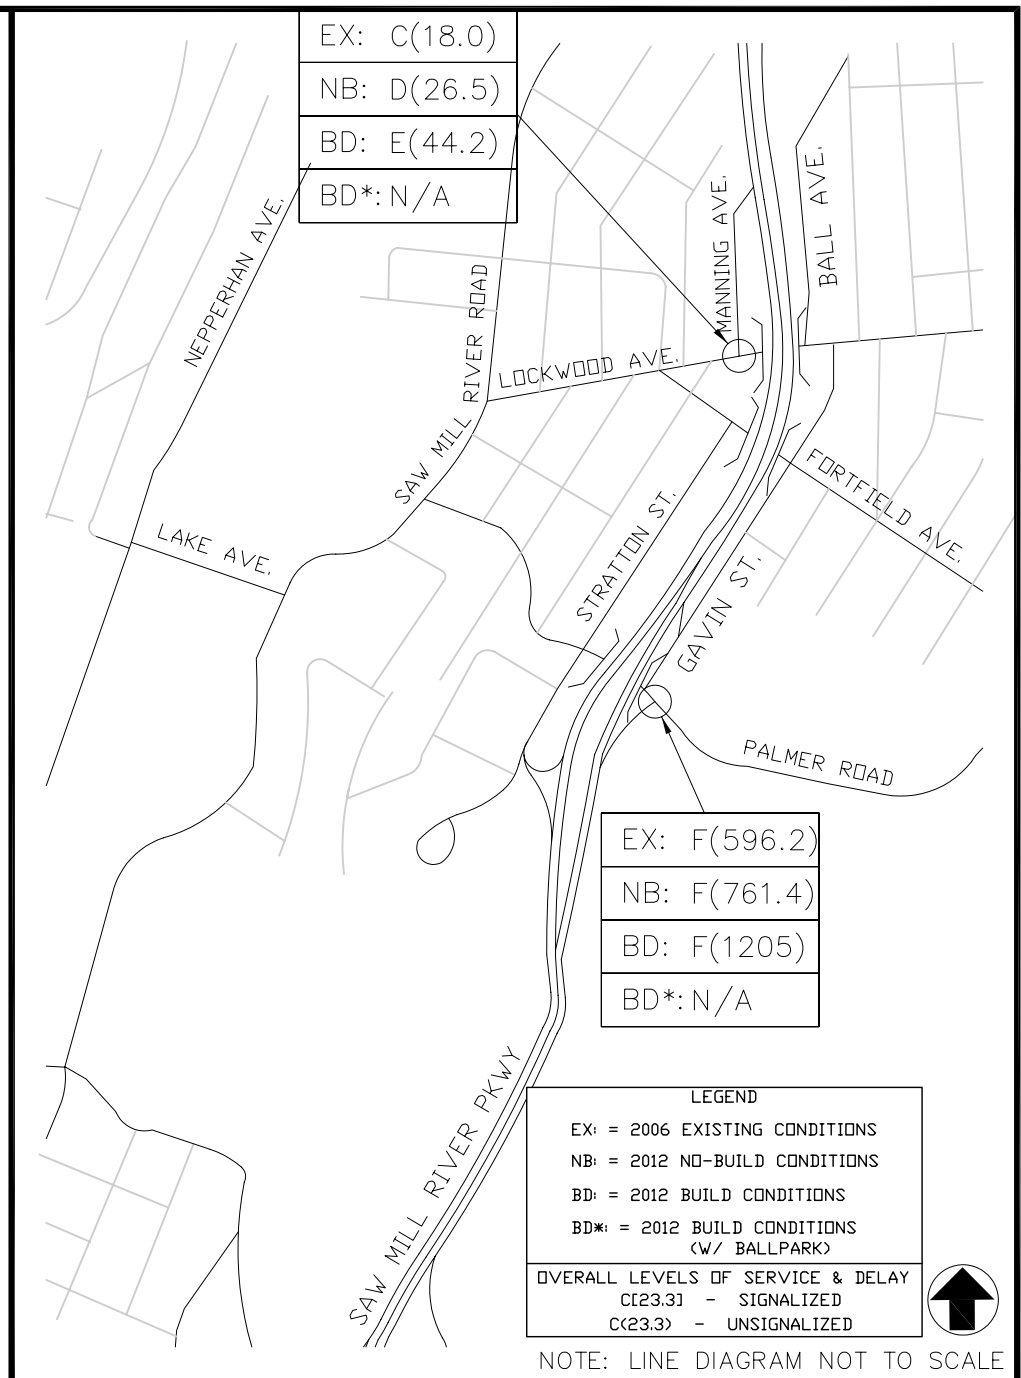 EX: C(18.0)
NB: D(26.5)
BD: E(44.2)
BD*: N/A
NEPPERHAN AVE.
SAW MILL RIVER ROAD
MANNING AVE.
BALL AVE.
LOCKWOOD AVE.
LAKE AVE.
STRATTON ST.
FORTFIELD AVE.
GAVIN ST.
PALMER ROAD
EX: F(596.2)
NB: F(761.4)
BD: F(1205)
BD*: N/A
SAW MILL RIVER PKWY
LEGEND
EX: = 2006 EXISTING CONDITIONS
NB: = 2012 NO-BUILD CONDITIONS
BD: = 2012 BUILD CONDITIONS
BD*: = 2012 BUILD CONDITIONS
(W/ BALLPARK)
OVERALL LEVELS OF SERVICE & DELAY
C[23.3] - SIGNALIZED
C(23.3) - UNSIGNALIZED
NOTE: LINE DIAGRAM NOT TO SCALE